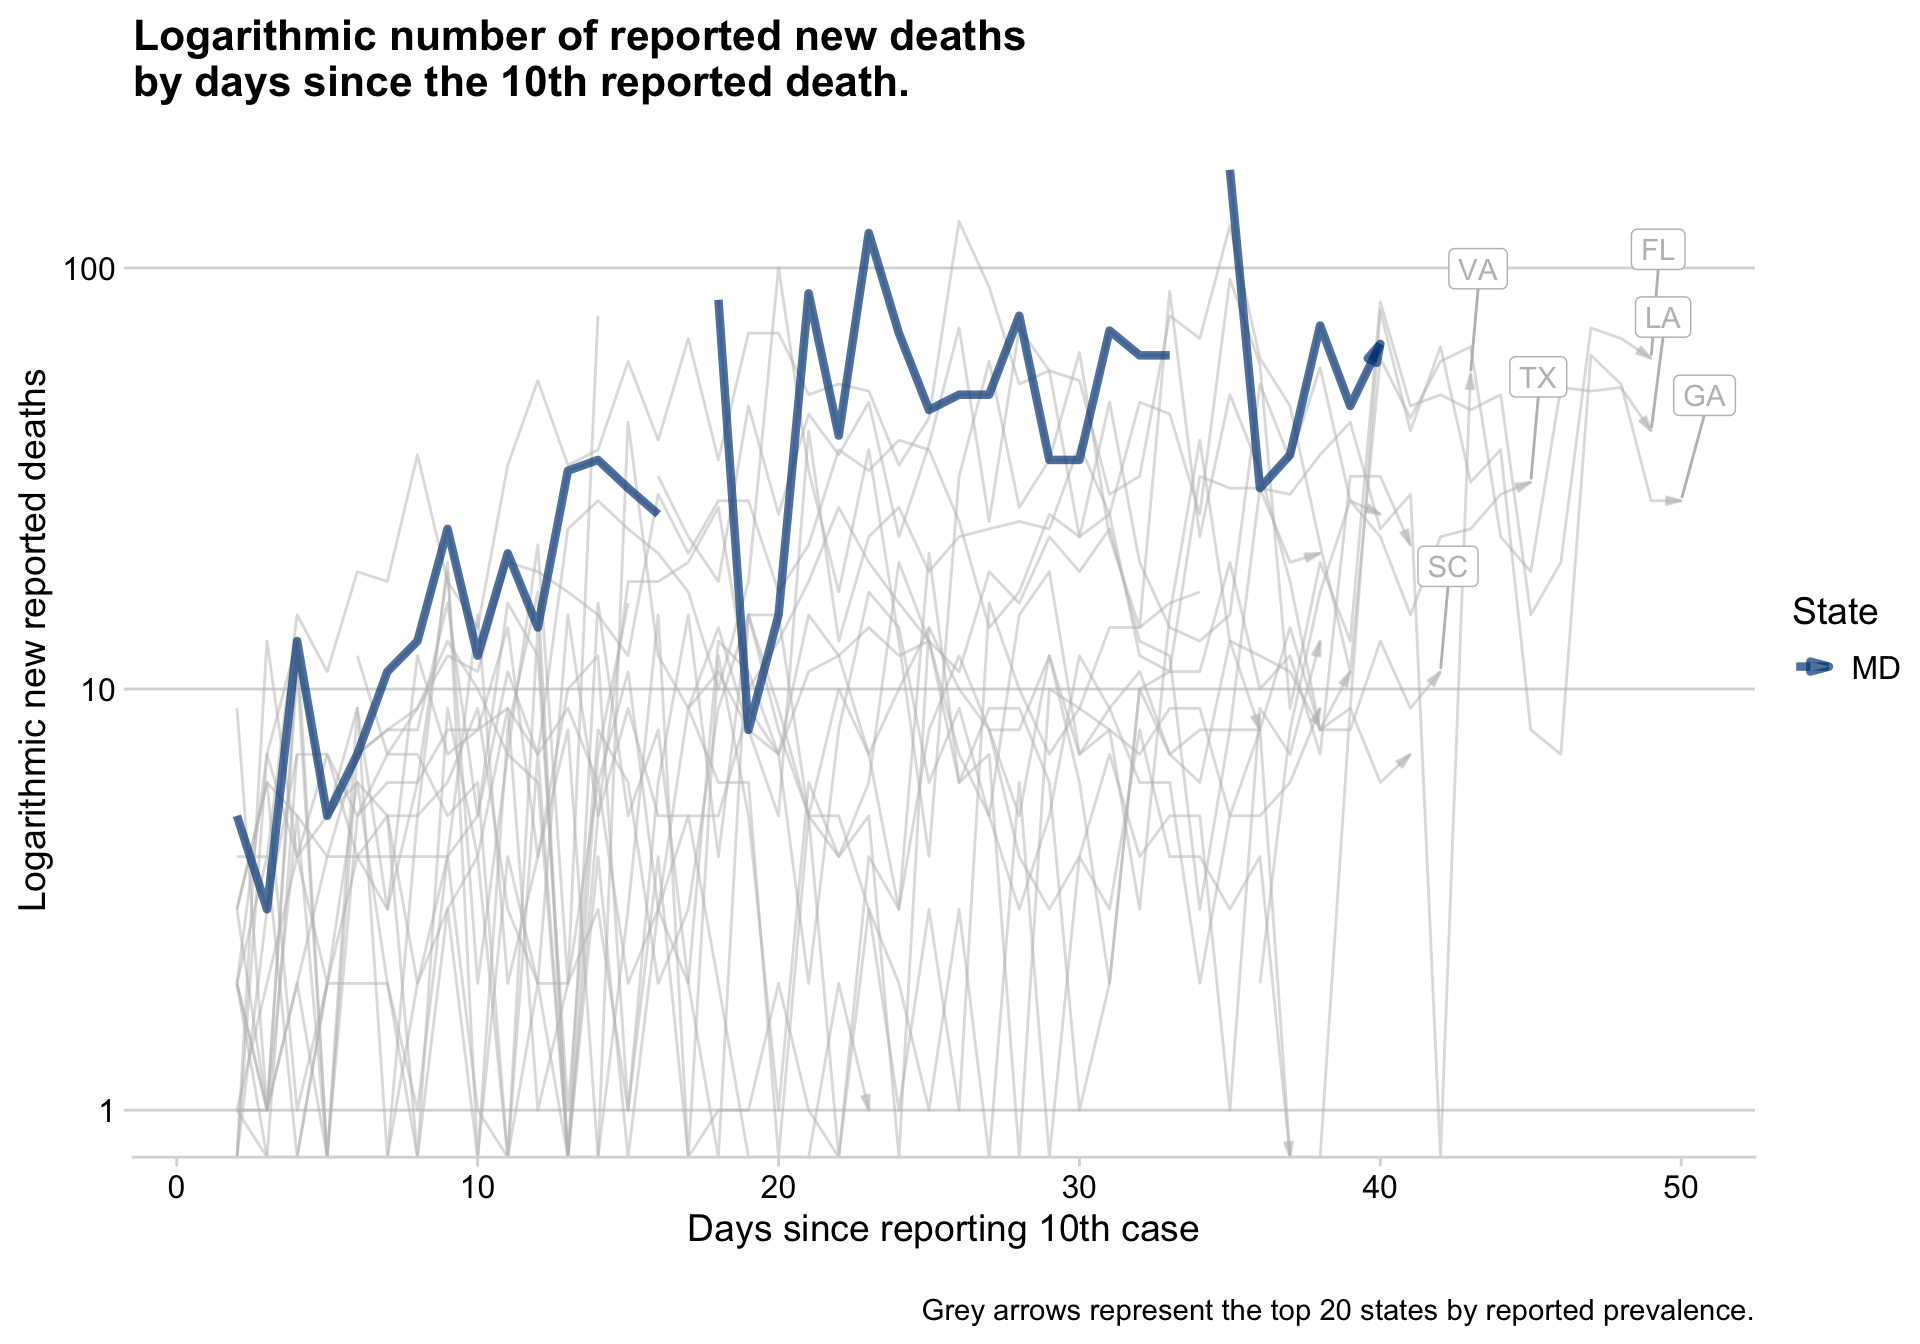 Logarithmic number of reported new deaths
by days since the 10th reported death.
Logarithmic new reported deaths
100
10
1
VA
FL
LA
TX
GA
SC
State
MD
0 10 20 30 40 50
Days since reporting 10th case
Grey arrows represent the top 20 states by reported prevalence.